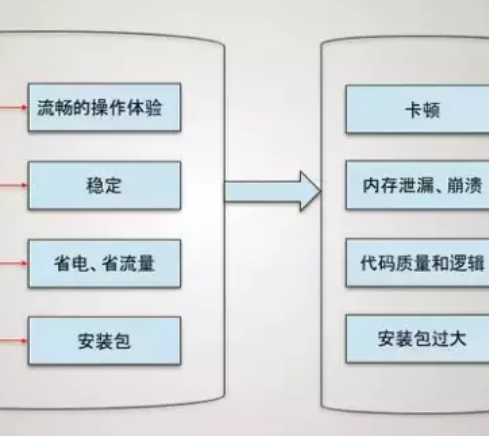 流畅的操作体验
稳定
省电、省流量
安装包
卡顿
内存泄漏、崩溃
代码质量和逻辑
安装包过大